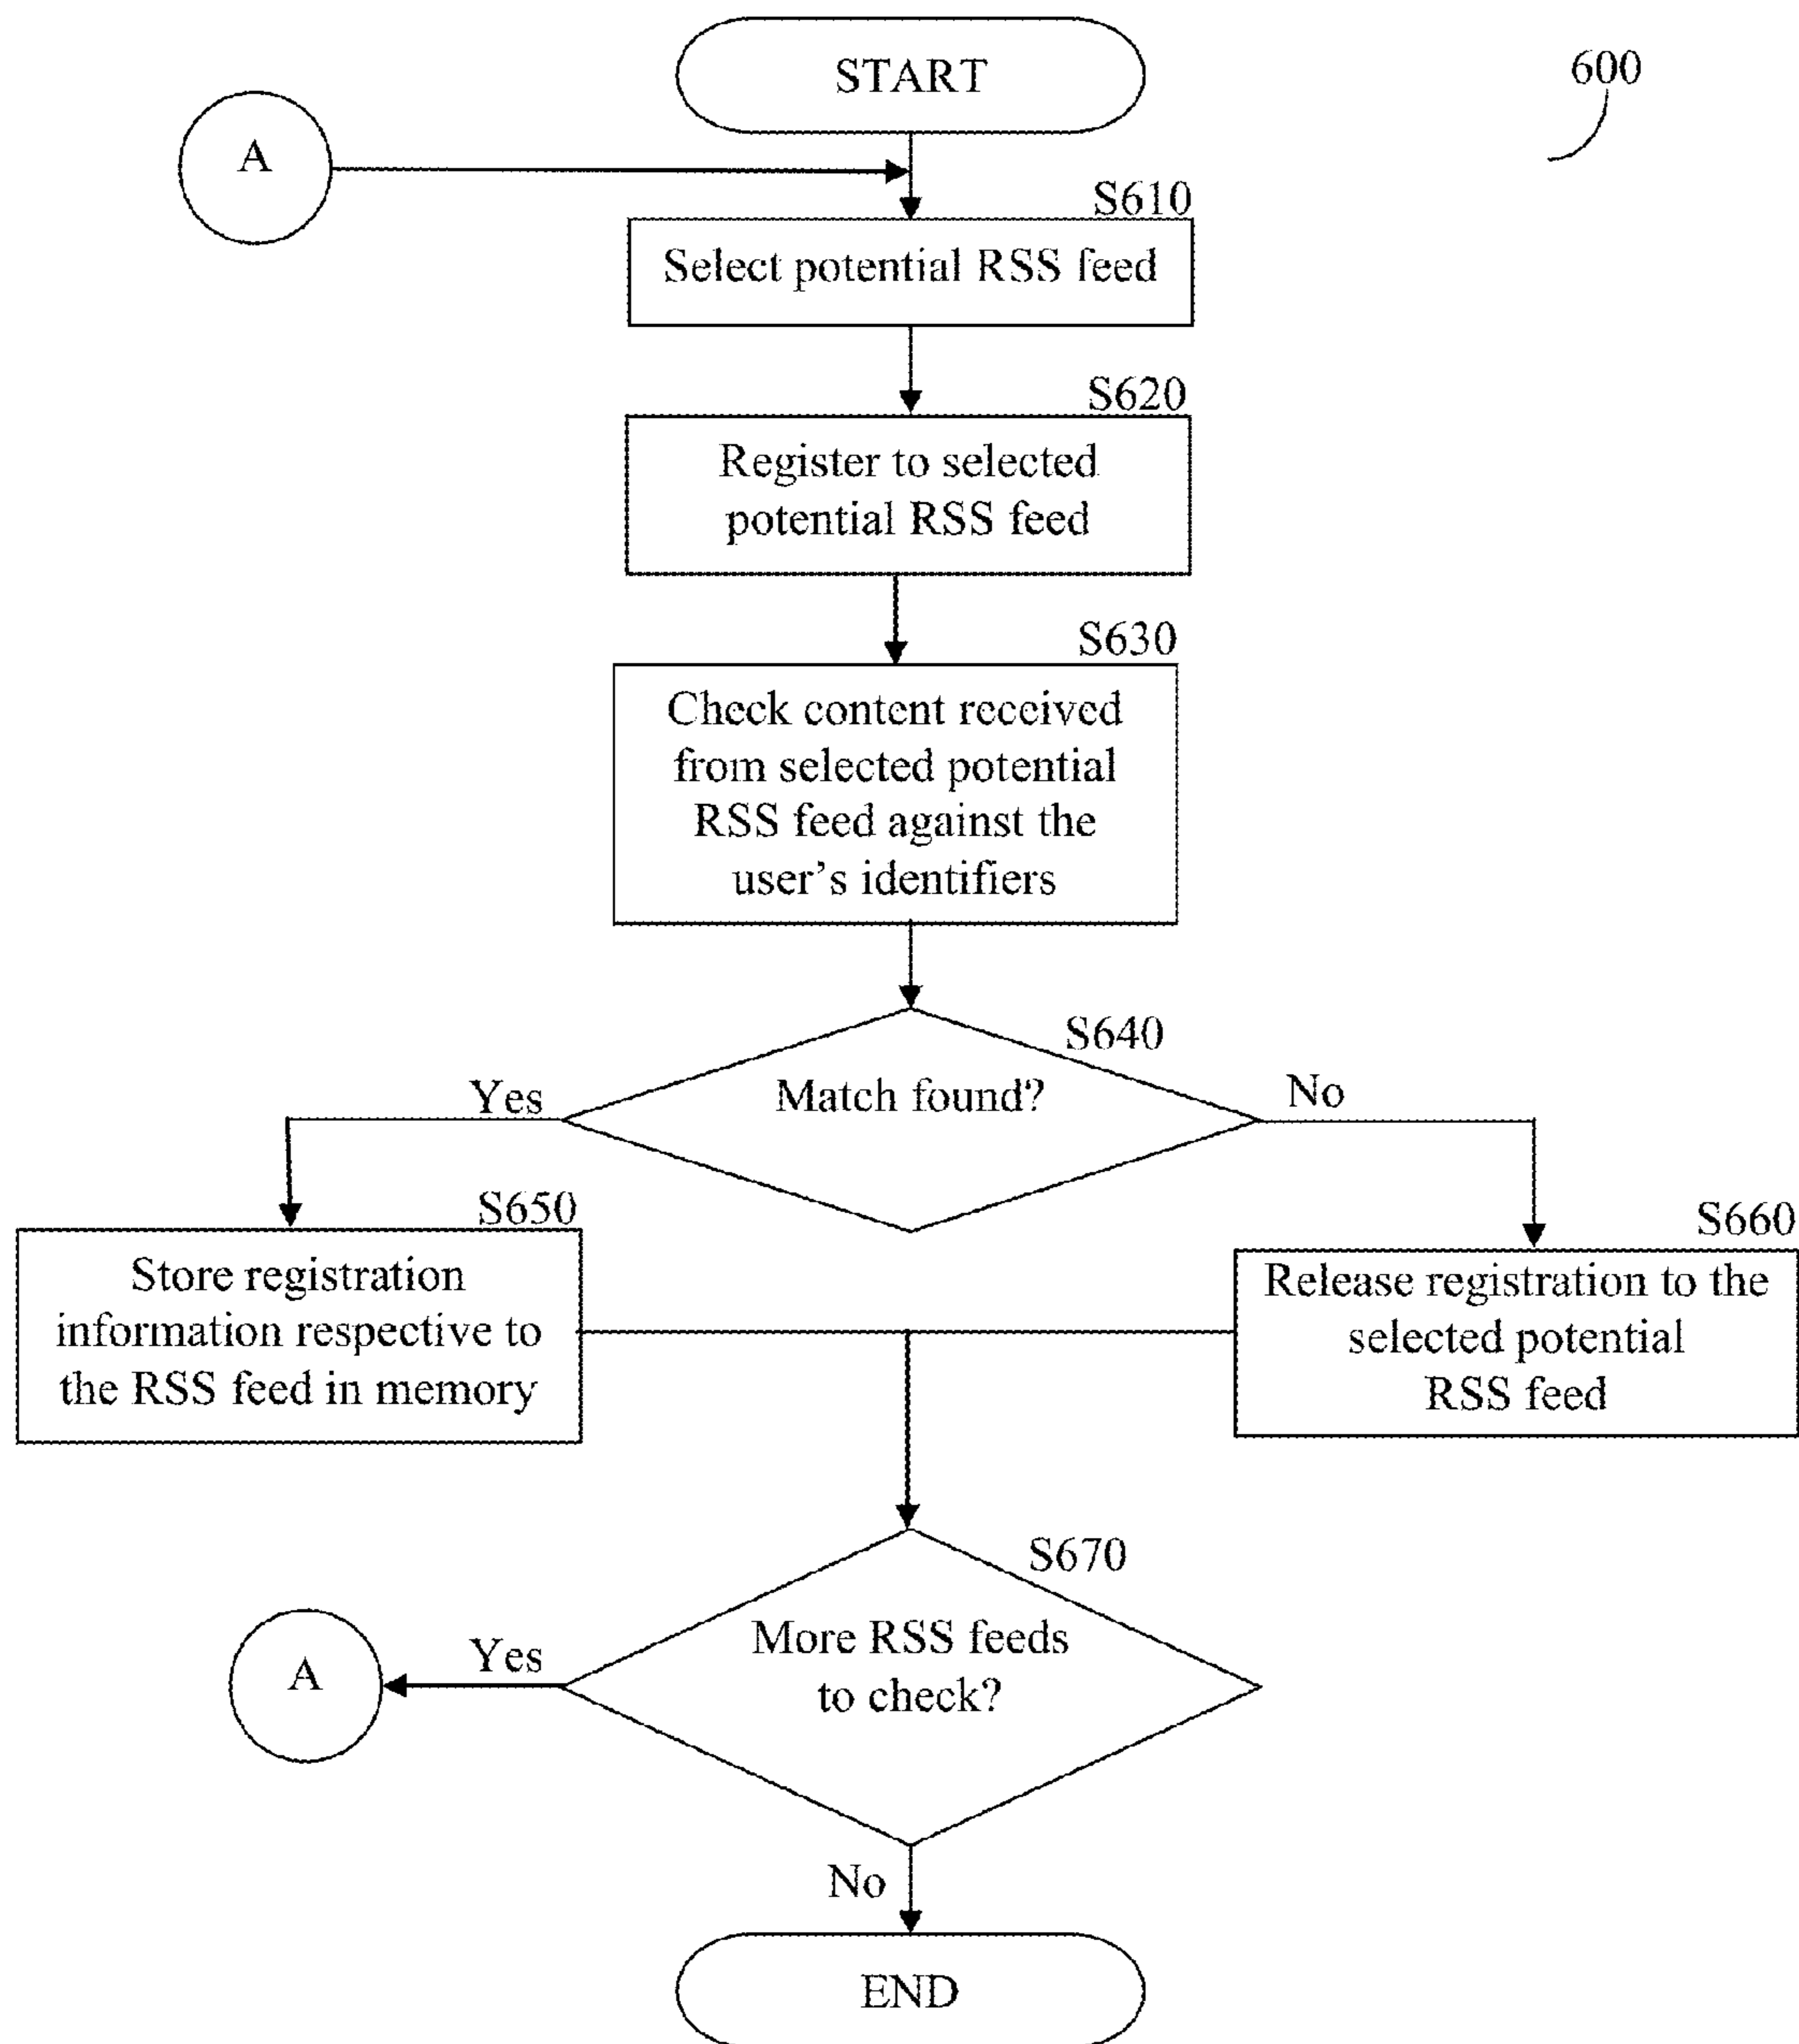 START
600
A
S610
Select potential RSS feed
S620
Register to selected
potential RSS feed
S630
Check content received
from selected potential
RSS feed against the
user's identifiers
S640
Match found?
Yes
No
S650
Store registration
information respective to
the RSS feed in memory
S660
Release registration to the
selected potential
RSS feed
S670
More RSS feeds
to check?
Yes
A
No
END